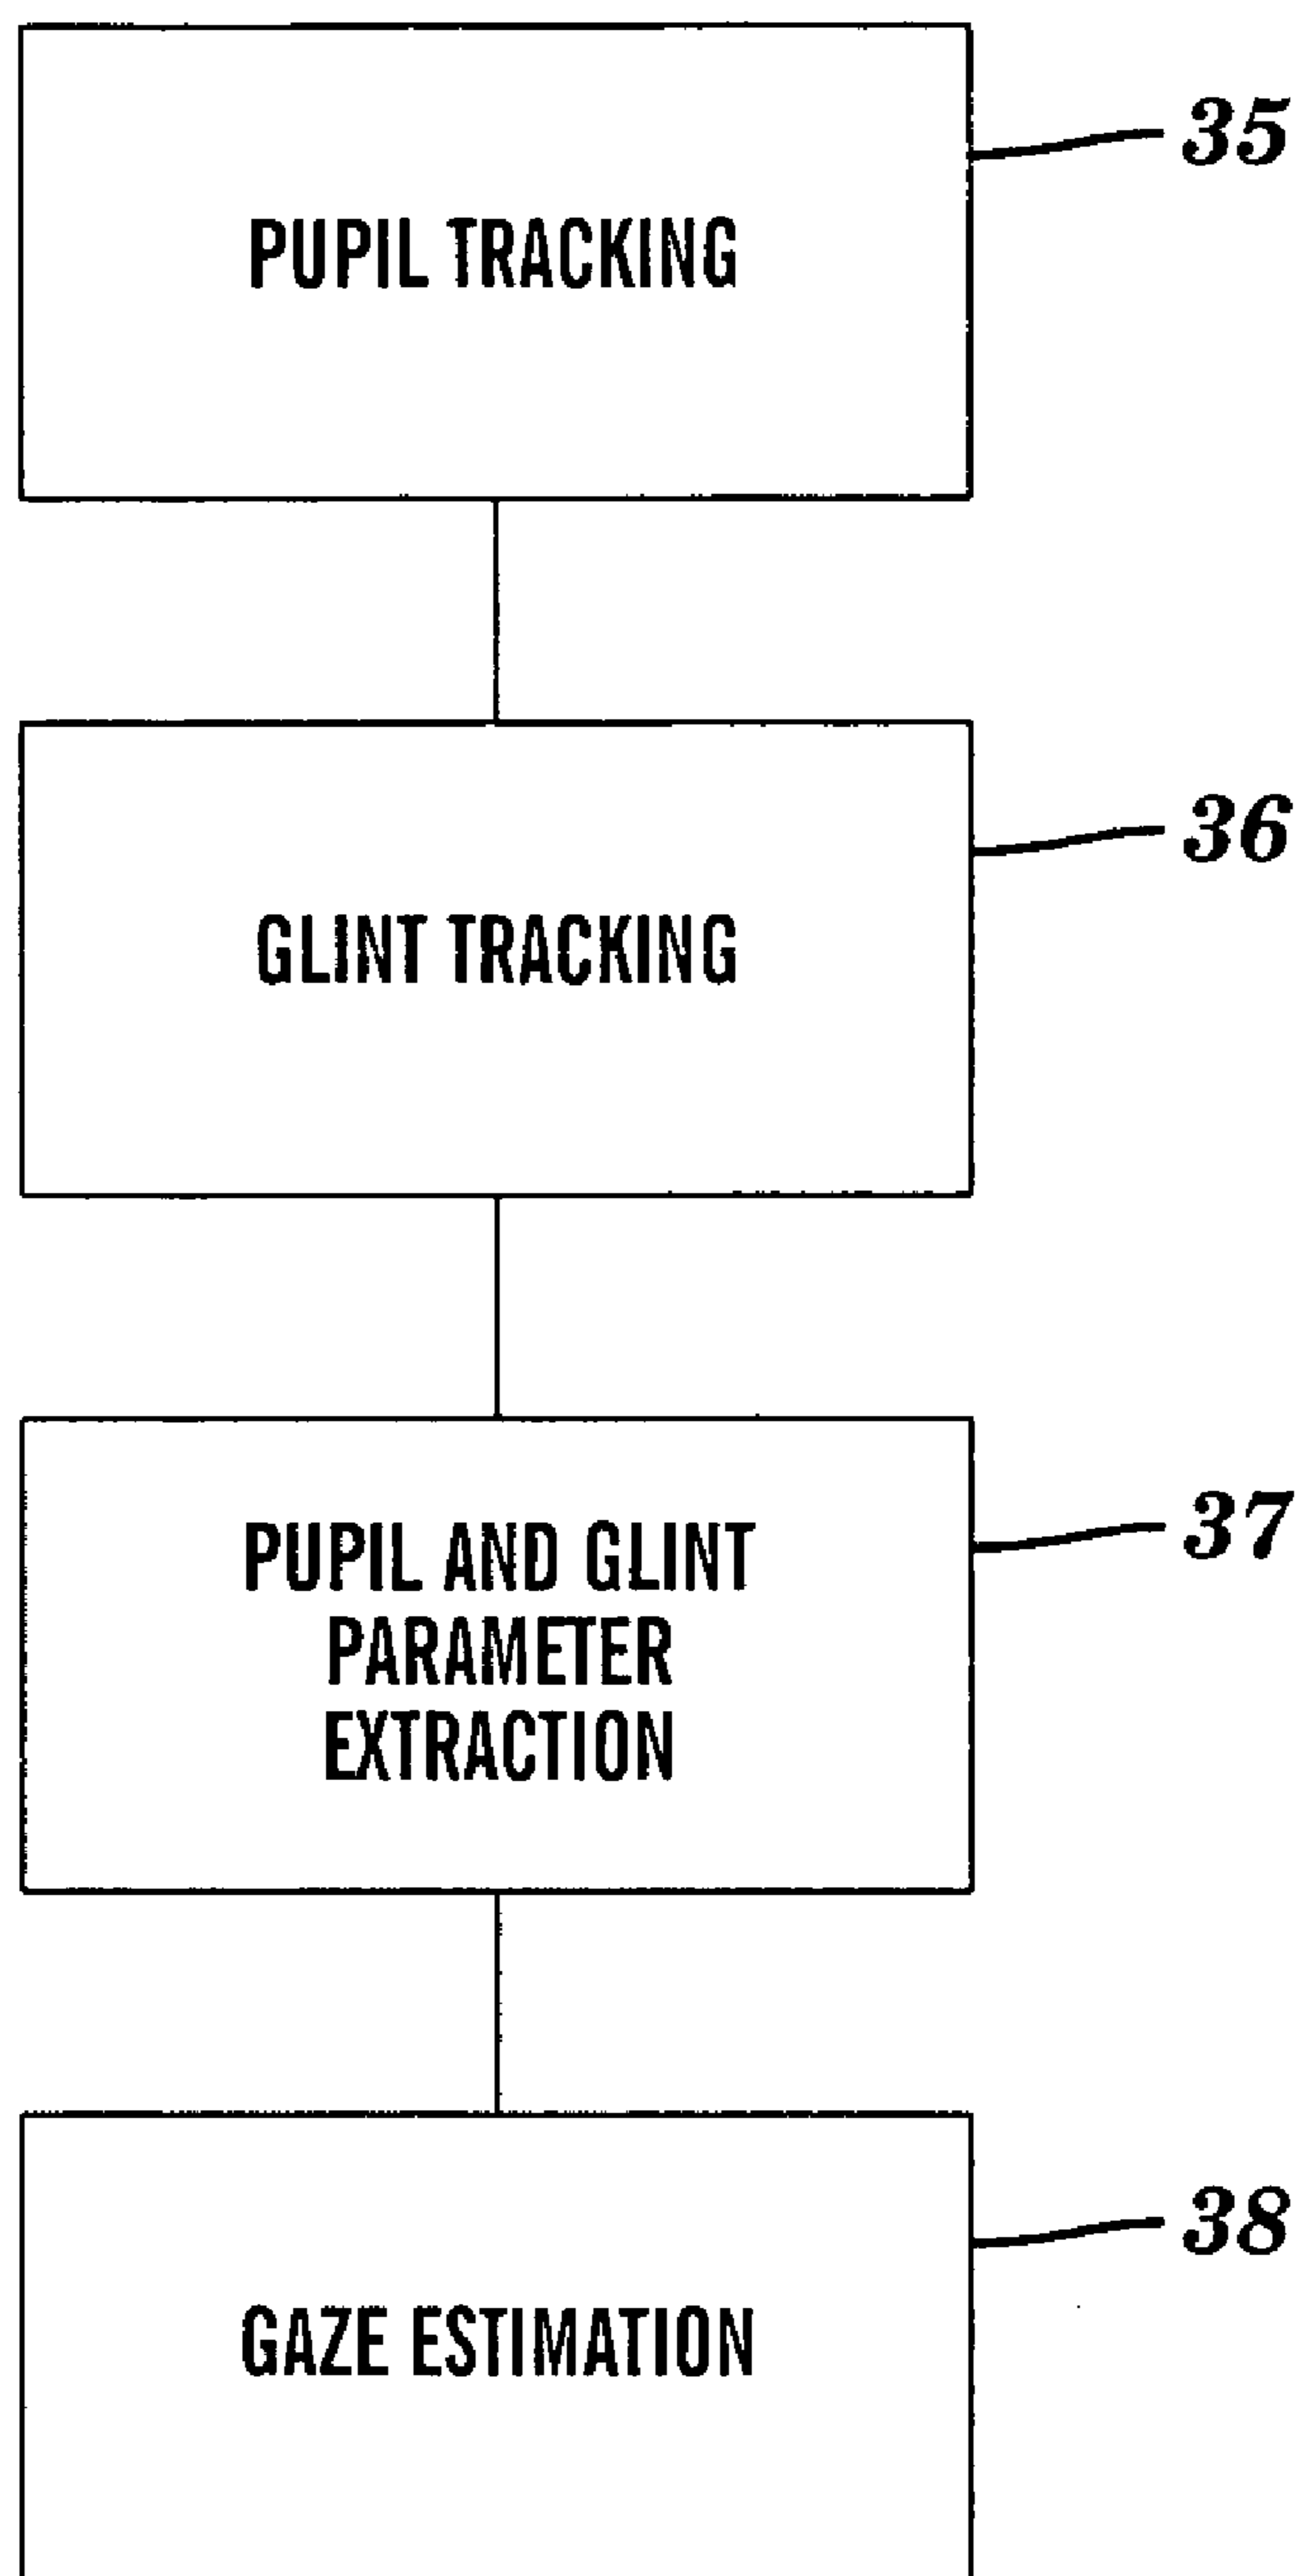 PUPIL TRACKING
35
GLINT TRACKING
36
PUPIL AND GLINT
PARAMETER
EXTRACTION
37
GAZE ESTIMATION
38